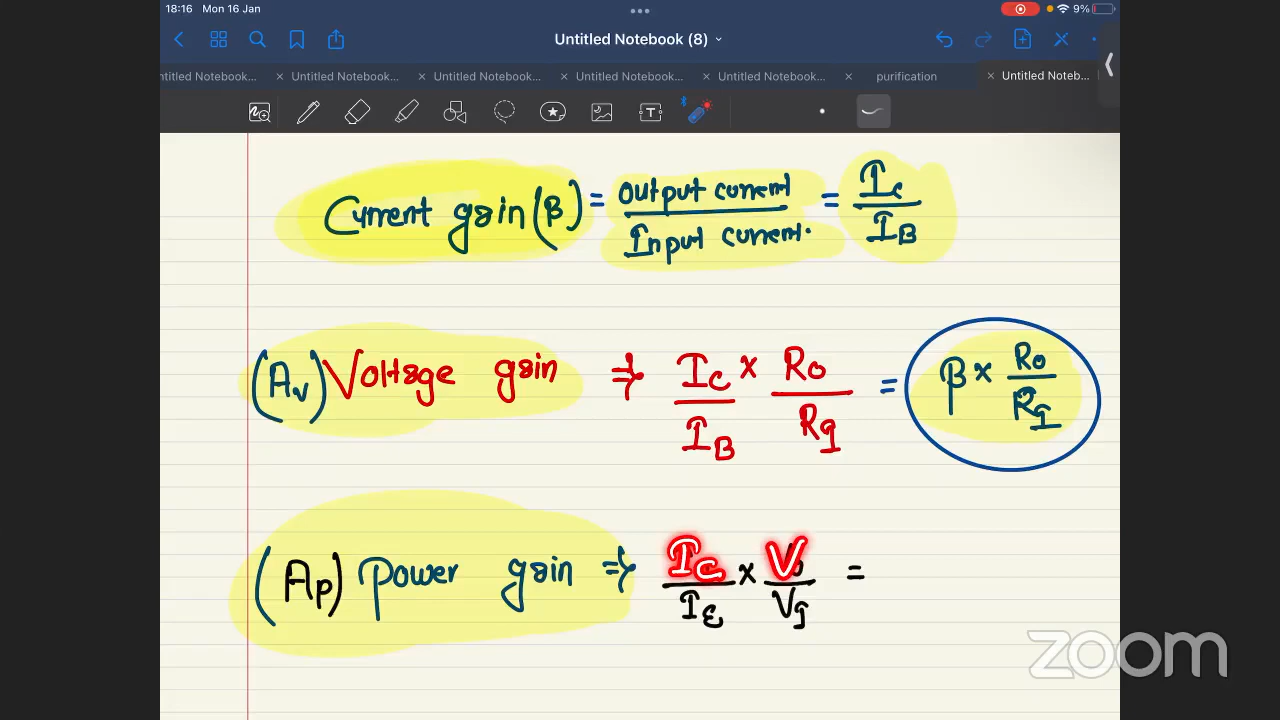 18:16 Mon 16 Jan
9%
Untitled Notebook (8)
ntitled Notebook... Untitled Notebook... Untitled Notebook... Untitled Notebook... Untitled Notebook... purification Untitled Noteb...
Current gain (β) = Output current / Input current = I_C / I_B
(A_v) Voltage gain ⇒ I_C / I_B × R_o / R_I = β × R_o / R_I
(A_p) Power gain ⇒ I_C / I_E × V / V_I =
zoom